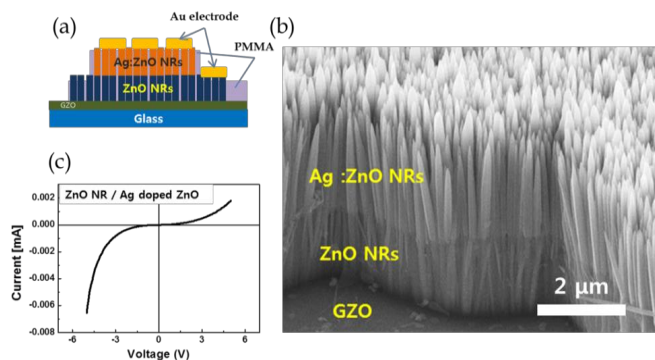 (a)
Au electrode
PMMA
Ag:ZnO NRs
ZnO NRs
GZO
Glass
(b)
Ag :ZnO NRs
ZnO NRs
GZO
2 μm
(c)
ZnO NR / Ag doped ZnO
0.002
0.000
-0.002
-0.004
-0.006
-0.008
Current [mA]
-6 -3 0 3 6
Voltage (V)